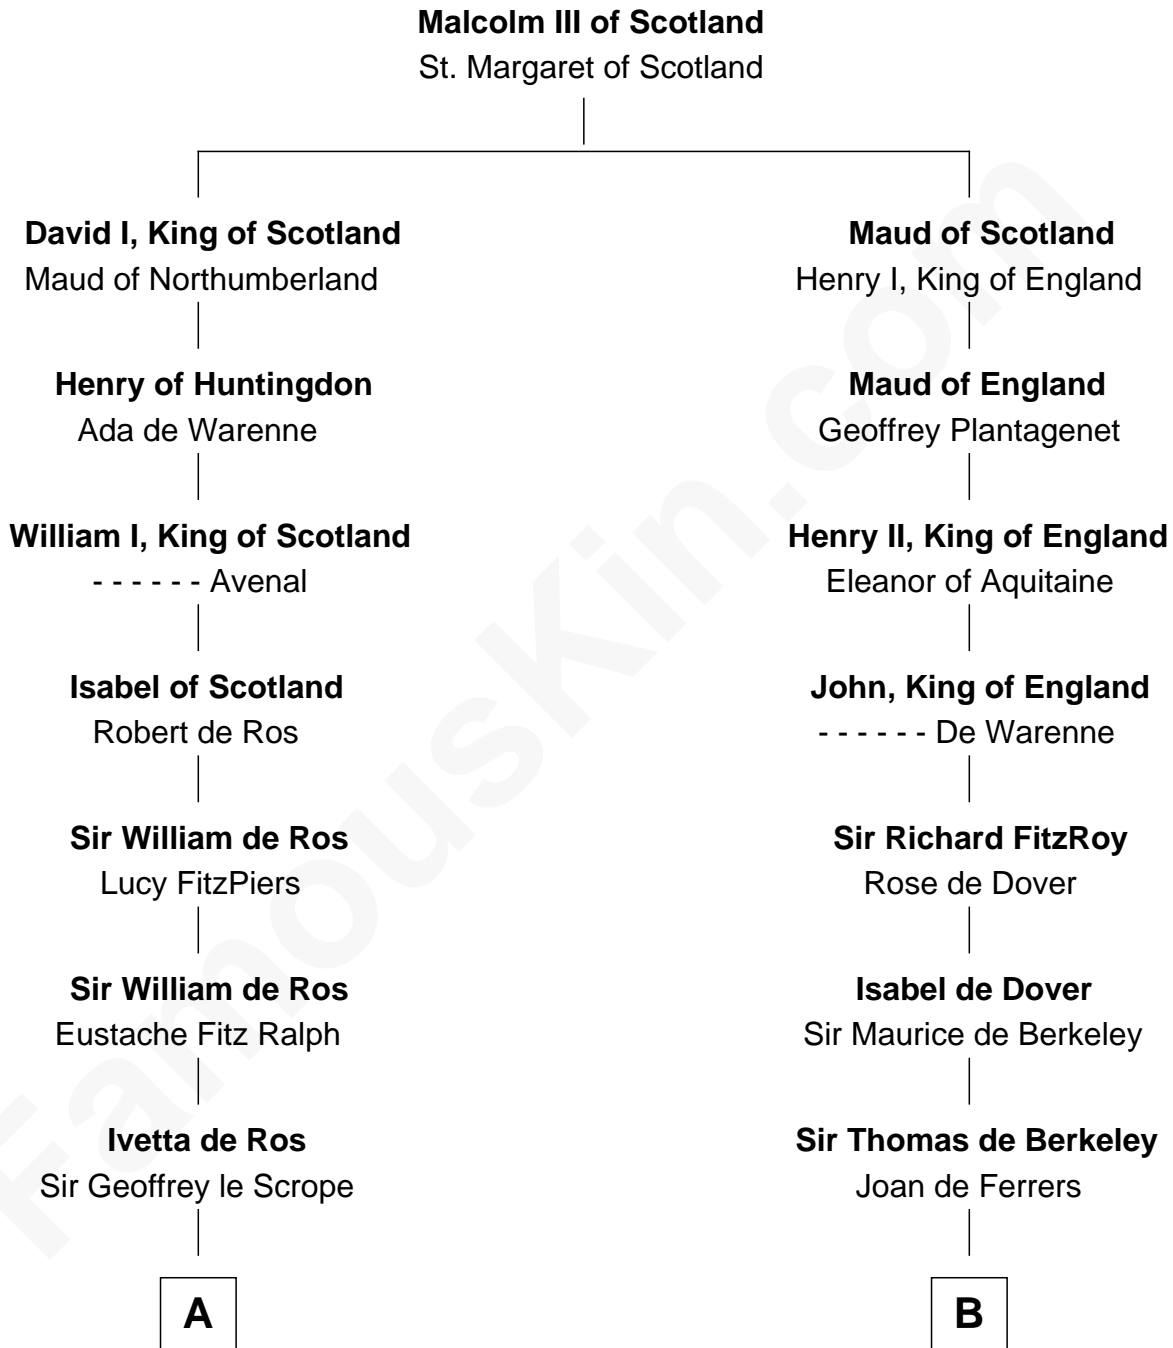 Malcolm III of Scotland
St. Margaret of Scotland
David I, King of Scotland
Maud of Northumberland
Maud of Scotland
Henry I, King of England
Henry of Huntingdon
Ada de Warenne
Maud of England
Geoffrey Plantagenet
William I, King of Scotland
- - - - - - Avenal
Henry II, King of England
Eleanor of Aquitaine
Isabel of Scotland
Robert de Ros
John, King of England
- - - - - - De Warenne
Sir William de Ros
Lucy FitzPiers
Sir Richard FitzRoy
Rose de Dover
Sir William de Ros
Eustache Fitz Ralph
Isabel de Dover
Sir Maurice de Berkeley
Ivetta de Ros
Sir Geoffrey le Scrope
Sir Thomas de Berkeley
Joan de Ferrers
A
B
FamousKin.com